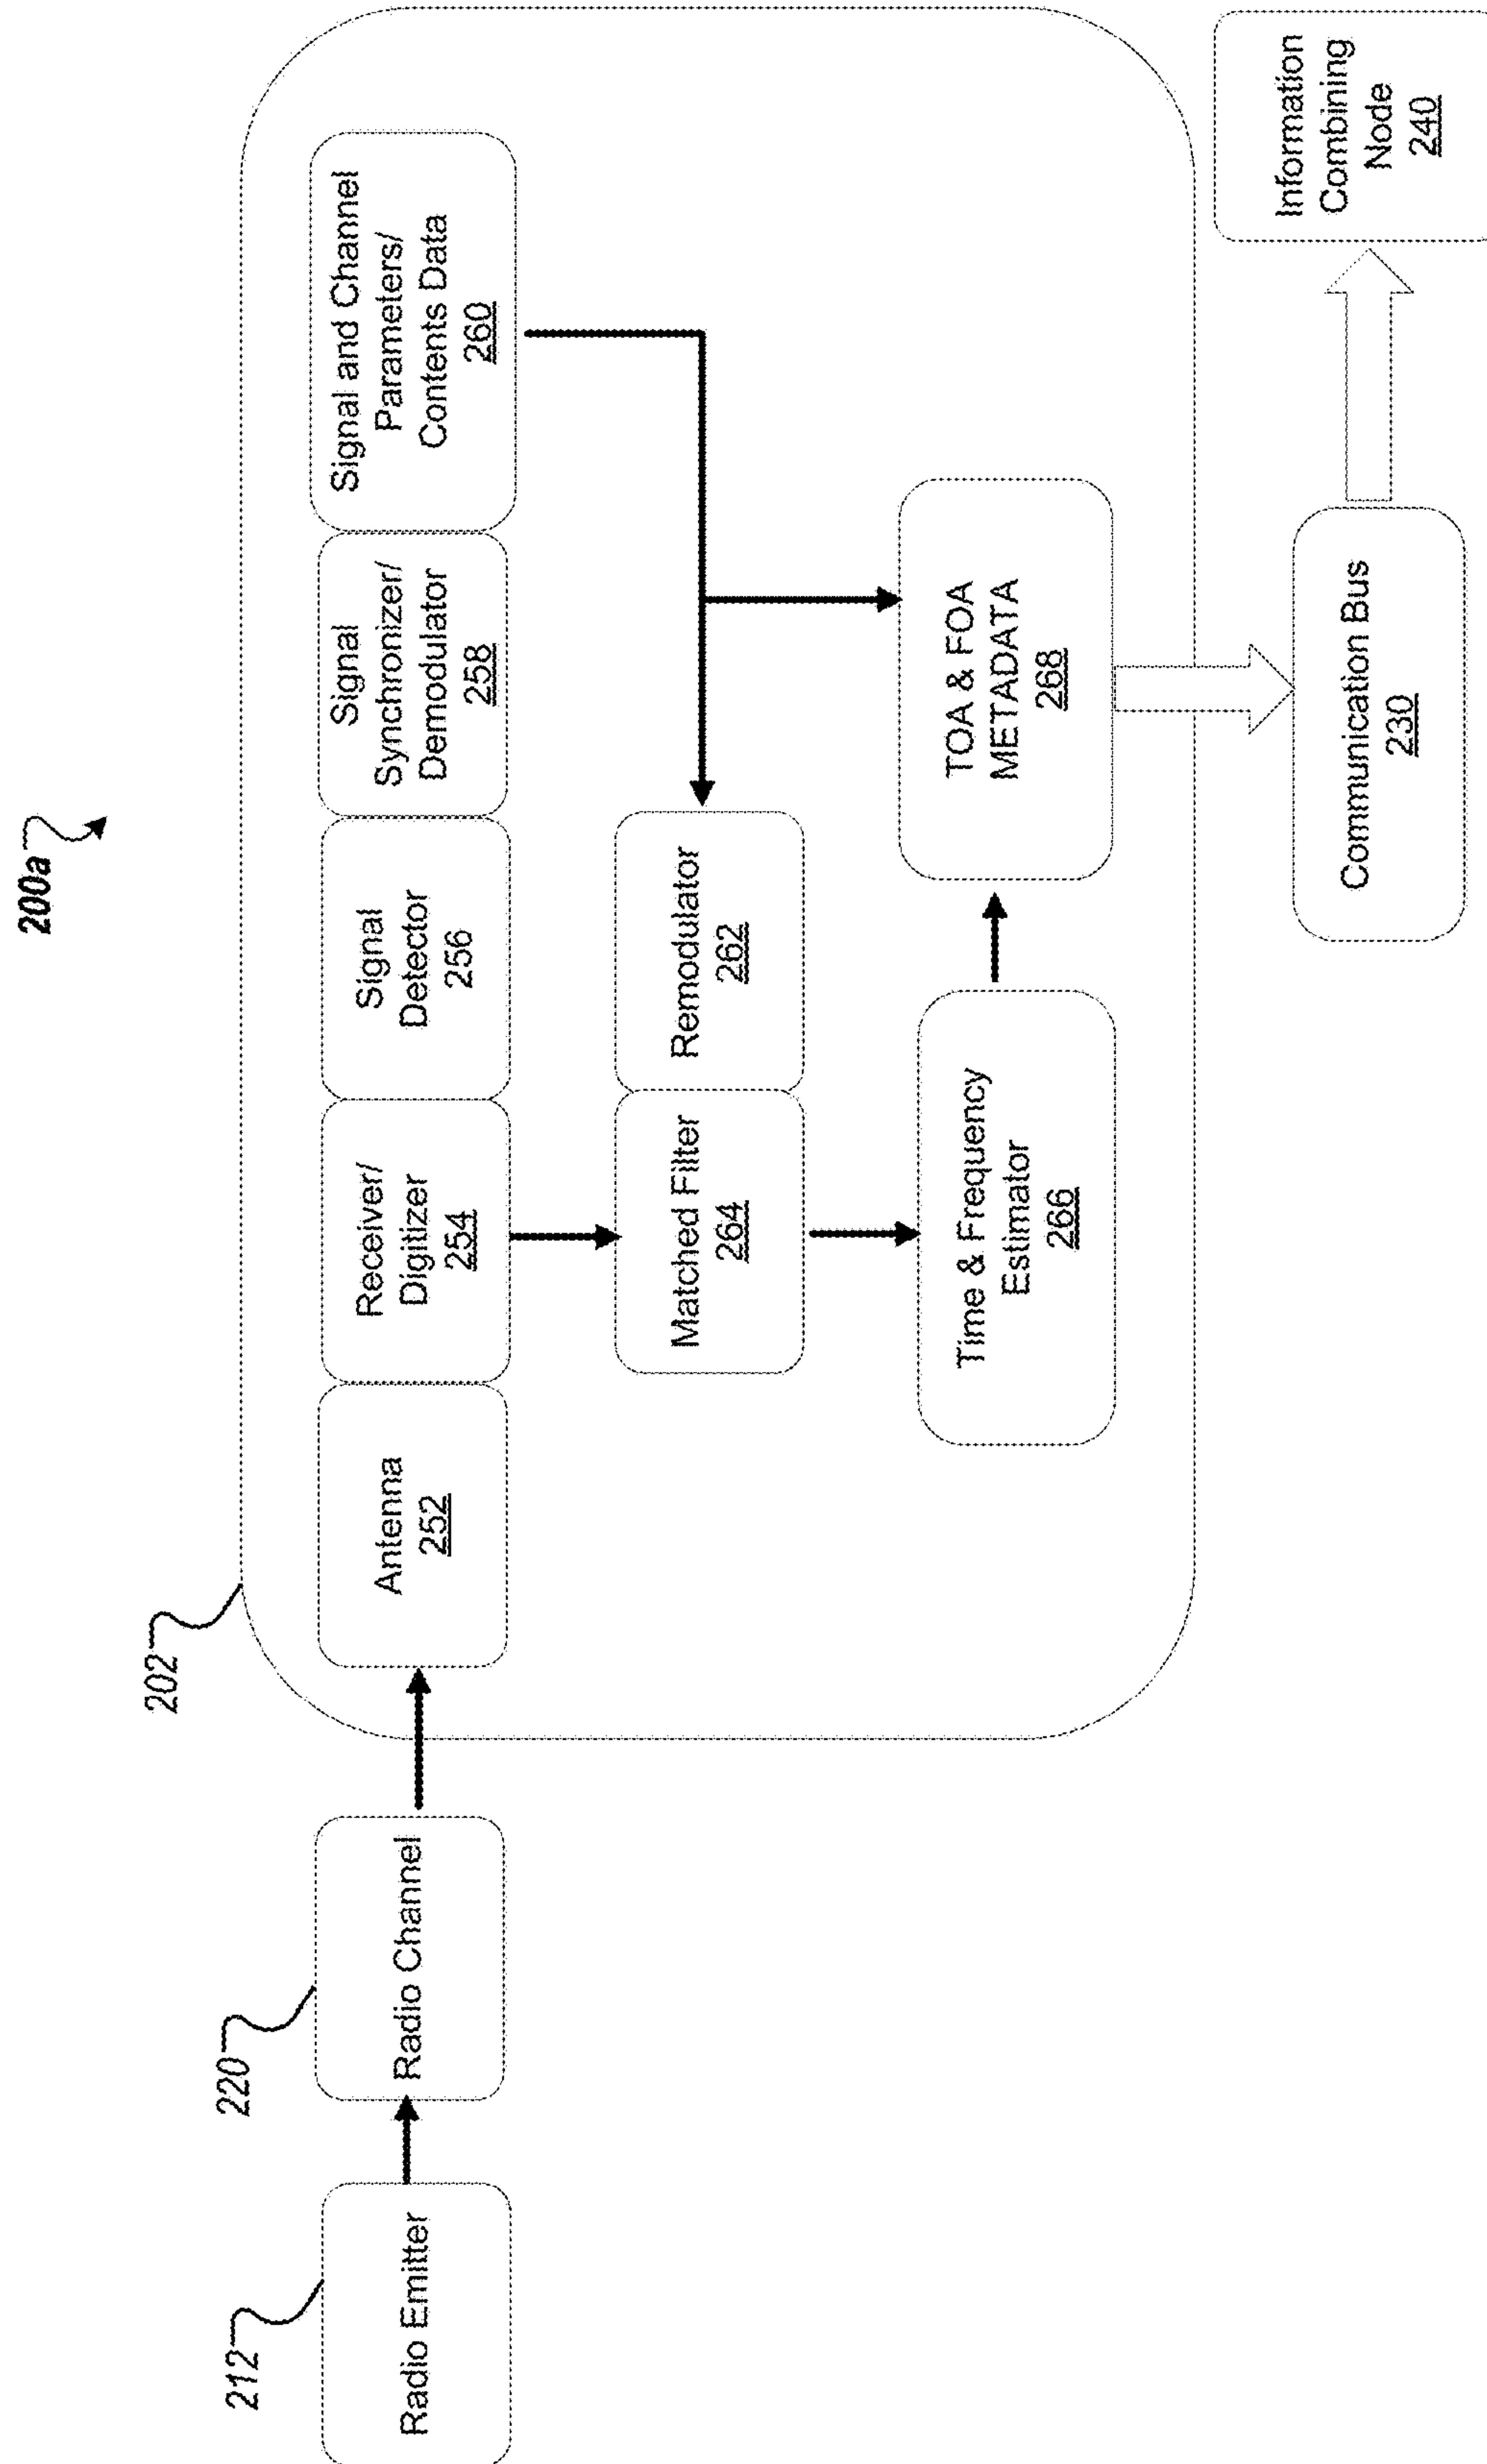 200a
202
220
212
Radio Emitter
Radio Channel
Antenna
252
Receiver/
Digitizer
254
Signal
Detector
256
Signal
Synchronizer/
Demodulator
258
Signal and Channel
Parameters/
Contents Data
260
Matched Filter
264
Remodulator
262
Time & Frequency
Estimator
266
TOA & FOA
METADATA
268
Communication Bus
230
Information
Combining
Node
240